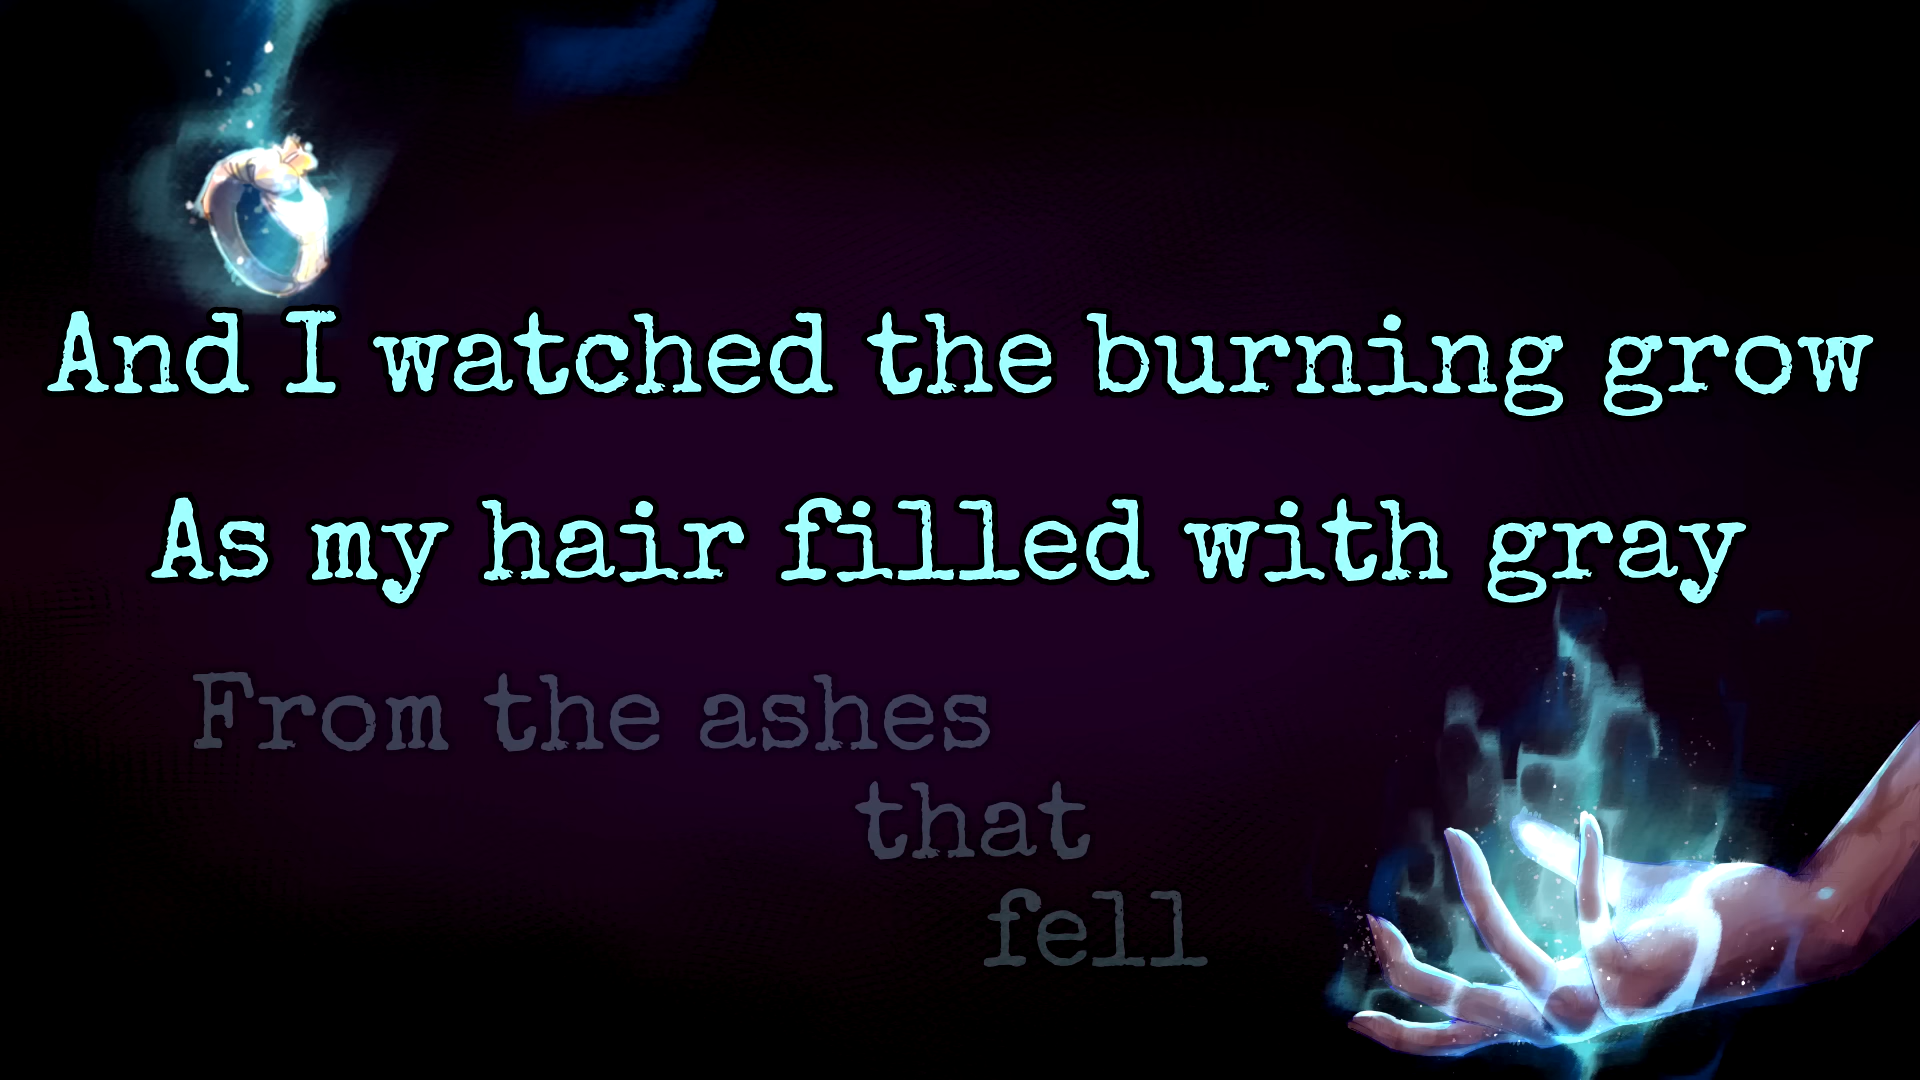 And I watched the burning grow
As my hair filled with gray
From the ashes
that
fell